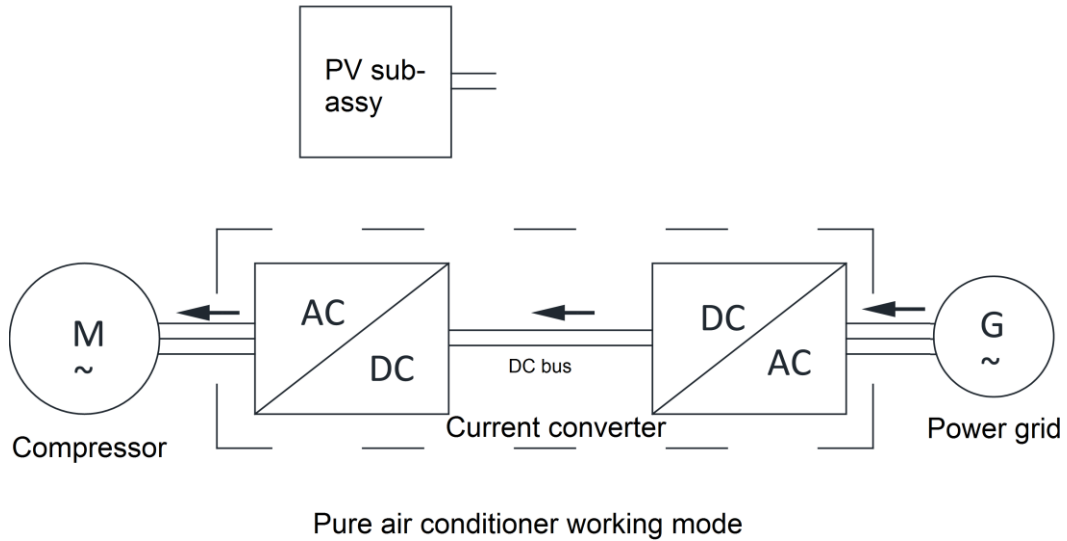 PV sub-
assy
AC
DC
DC
AC
M
~
G
~
DC bus
Compressor
Current converter
Power grid
Pure air conditioner working mode